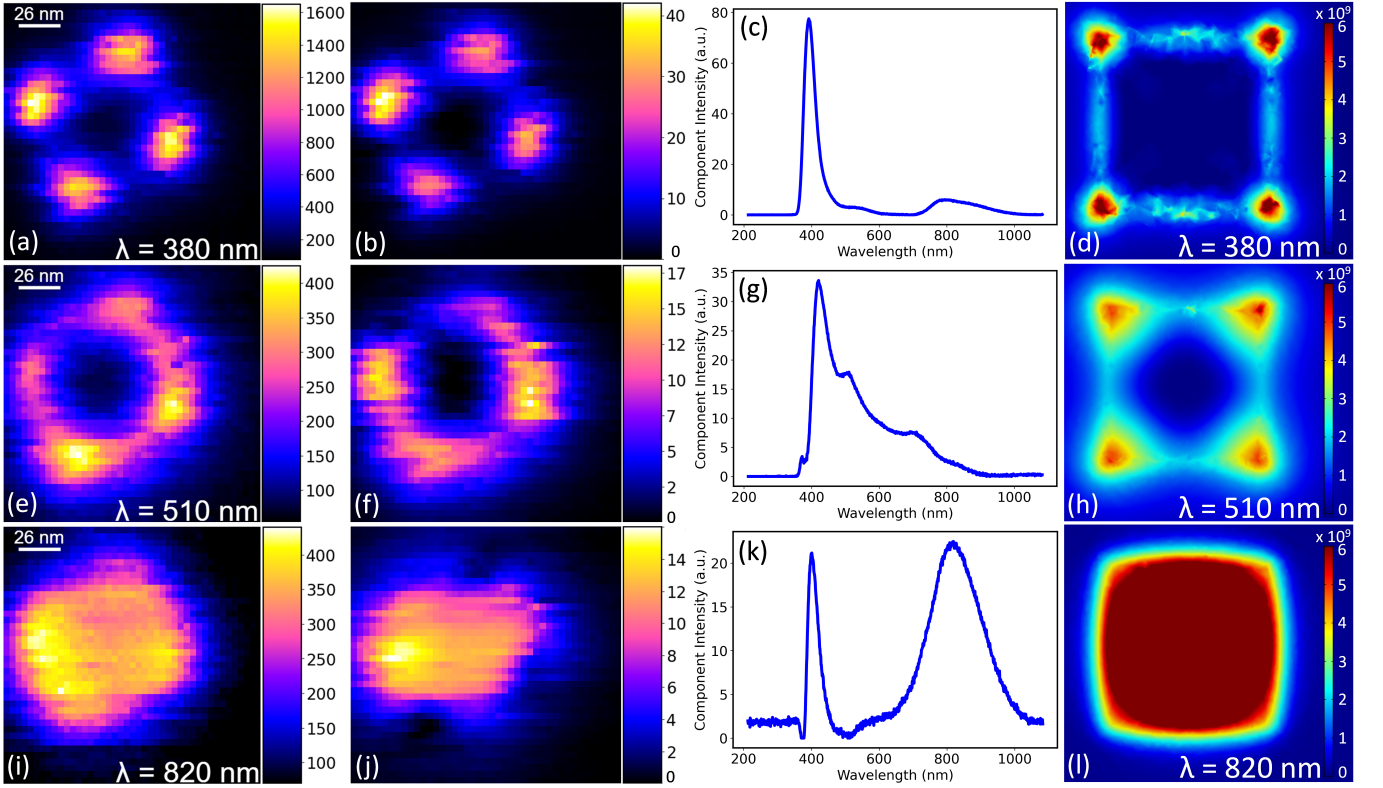 26 nm
1600
1400
1200
1000
800
600
400
200
(a)
λ = 380 nm
40
30
20
10
0
(b)
(c)
Component Intensity (a.u.)
80
60
40
20
0
200 400 600 800 1000
Wavelength (nm)
x 10⁹
6
5
4
3
2
1
0
(d)
λ = 380 nm
26 nm
400
350
300
250
200
150
100
(e)
λ = 510 nm
17
15
13
12
10
8
7
5
3
2
0
(f)
(g)
Component Intensity (a.u.)
35
30
25
20
15
10
5
0
200 400 600 800 1000
Wavelength (nm)
x 10⁹
6
5
4
3
2
1
0
(h)
λ = 510 nm
26 nm
400
350
300
250
200
150
100
(i)
λ = 820 nm
14
12
10
8
6
4
2
0
(j)
(k)
Component Intensity (a.u.)
20
15
10
5
0
200 400 600 800 1000
Wavelength (nm)
x 10⁹
6
5
4
3
2
1
0
(l)
λ = 820 nm